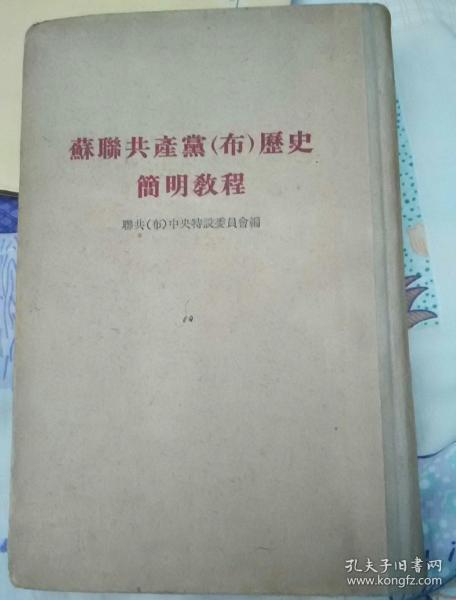 蘇聯共產黨(布)歷史
簡明教程
聯共(布)中央特設委員會編
孔夫子旧书网
www.kongfz.com